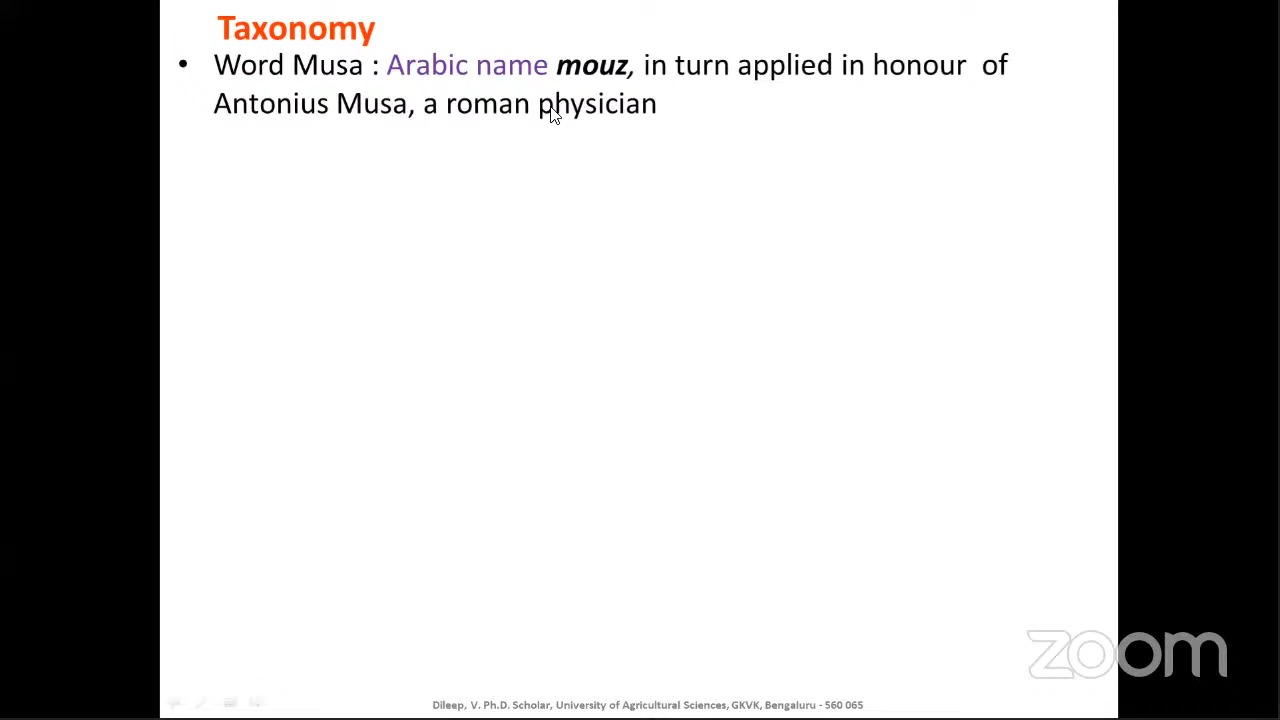 Taxonomy
• Word Musa : Arabic name mouz, in turn applied in honour of
Antonius Musa, a roman physician
zoom
Dileep, V. Ph.D. Scholar, University of Agricultural Sciences, GKVK, Bengaluru - 560 065